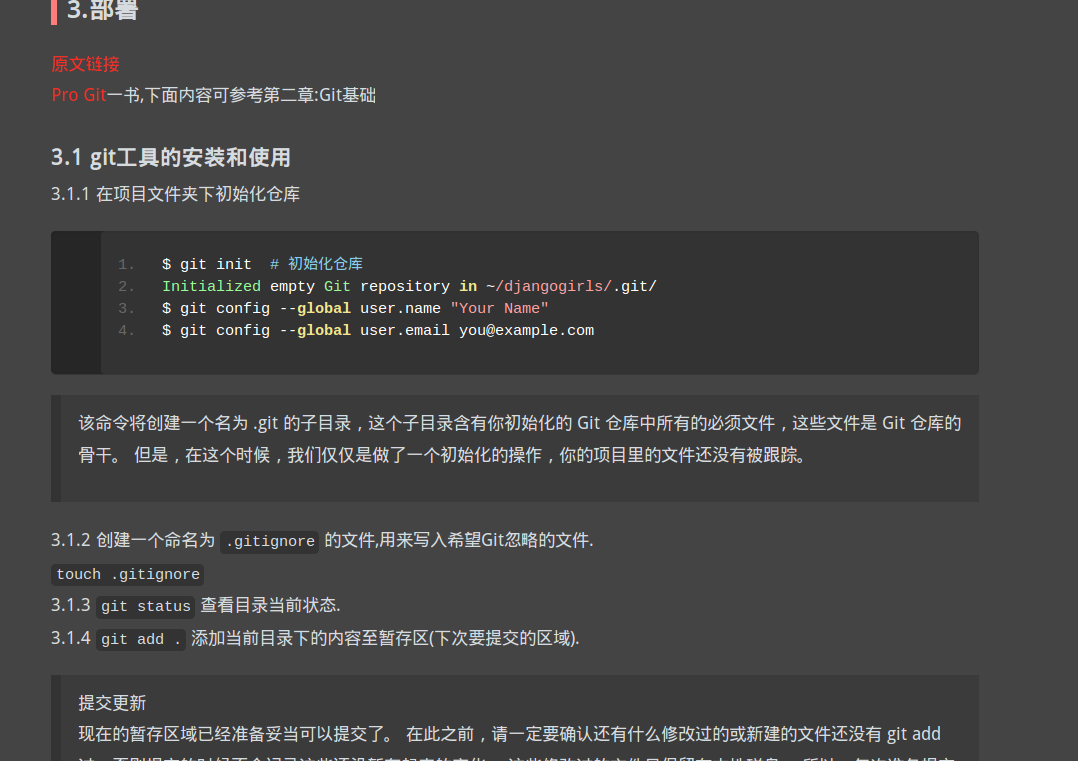 3.部署
原文链接
Pro Git一书,下面内容可参考第二章:Git基础
3.1 git工具的安装和使用
3.1.1 在项目文件夹下初始化仓库
1. $ git init  # 初始化仓库
2. Initialized empty Git repository in ~/djangogirls/.git/
3. $ git config --global user.name "Your Name"
4. $ git config --global user.email you@example.com
该命令将创建一个名为 .git 的子目录，这个子目录含有你初始化的 Git 仓库中所有的必须文件，这些文件是 Git 仓库的
骨干。 但是，在这个时候，我们仅仅是做了一个初始化的操作，你的项目里的文件还没有被跟踪。
3.1.2 创建一个命名为 .gitignore 的文件,用来写入希望Git忽略的文件.
touch .gitignore
3.1.3 git status 查看目录当前状态.
3.1.4 git add . 添加当前目录下的内容至暂存区(下次要提交的区域).
提交更新
现在的暂存区域已经准备妥当可以提交了。 在此之前，请一定要确认还有什么修改过的或新建的文件还没有 git add